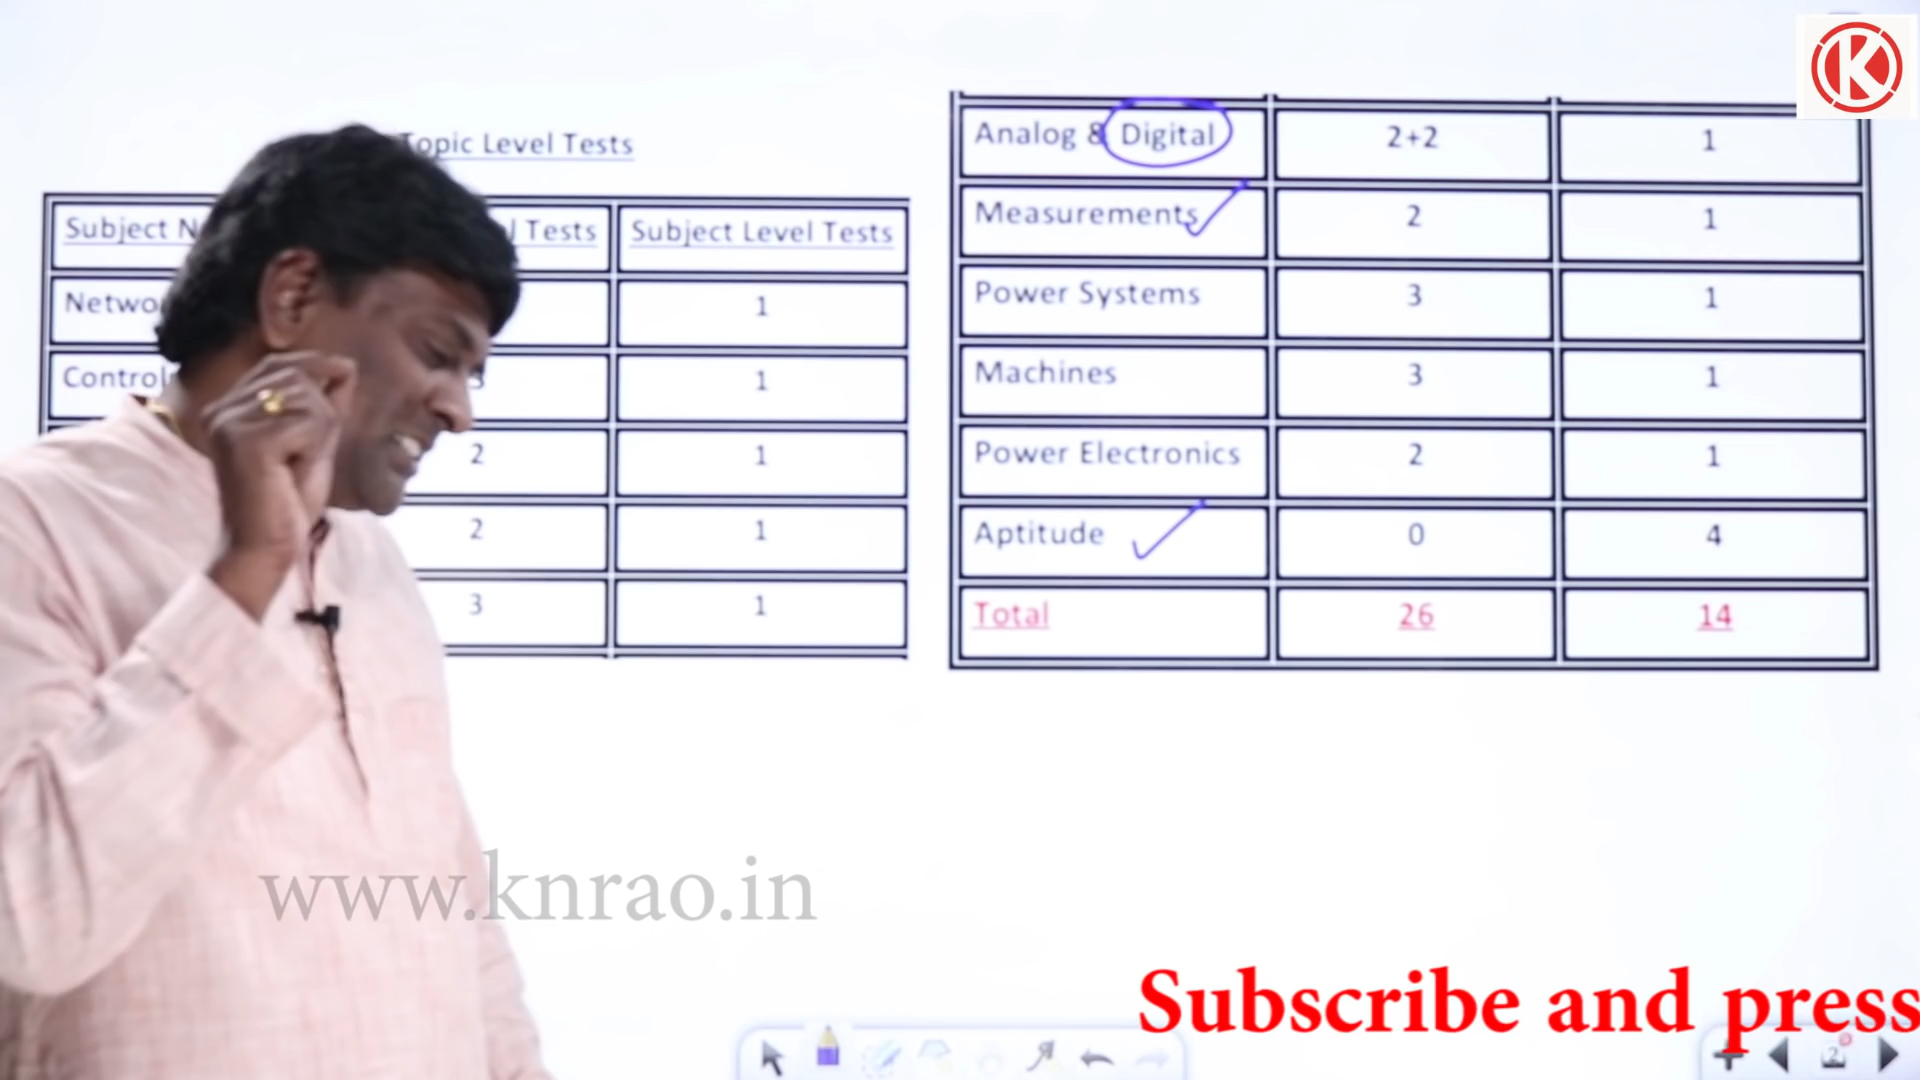 Topic Level Tests
Subject Level Tests Subject Level Tests
1
1
2 1
2 1
3 1
Analog & Digital 2+2 1
Measurements 2 1
Power Systems 3 1
Machines 3 1
Power Electronics 2 1
Aptitude 0 4
Total 26 14
www.knrao.in
Subscribe and press
K
2